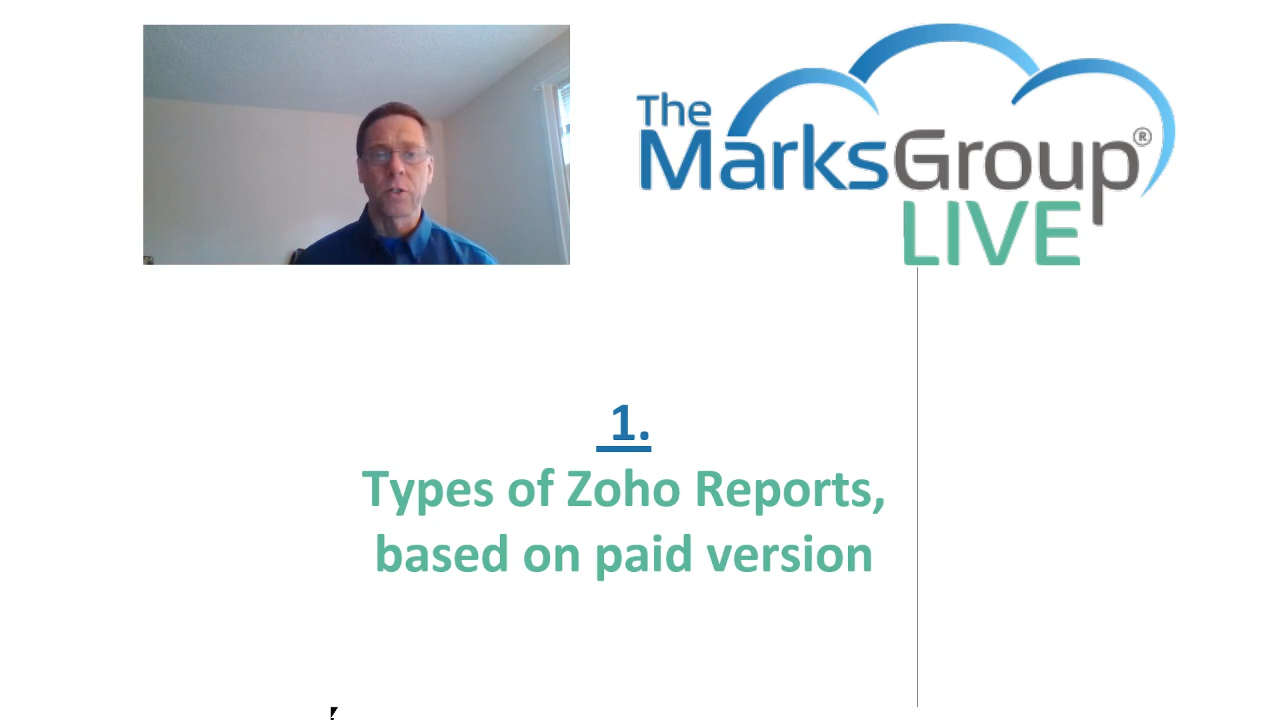 The
MarksGroup®
LIVE
1.
Types of Zoho Reports,
based on paid version